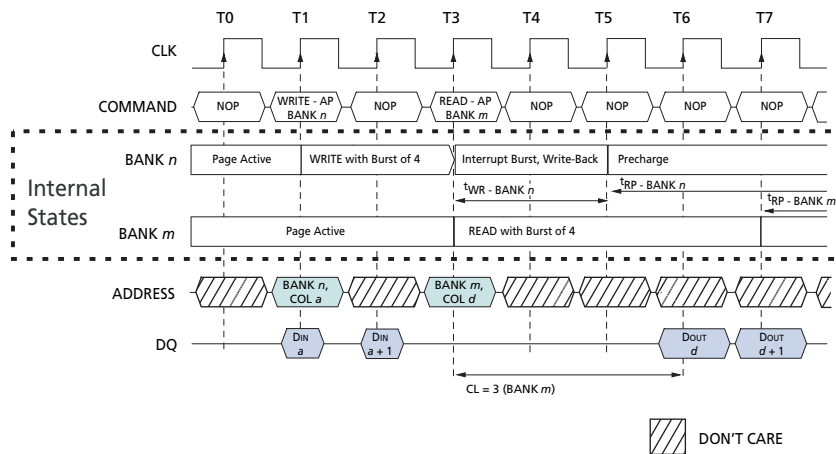 T0 T1 T2 T3 T4 T5 T6 T7
CLK
COMMAND NOP WRITE - AP BANK n NOP READ - AP BANK m NOP NOP NOP NOP
Internal States
BANK n Page Active WRITE with Burst of 4 Interrupt Burst, Write-Back Precharge
tWR - BANK n tRP - BANK n
tRP - BANK m
BANK m Page Active READ with Burst of 4
ADDRESS BANK n, COL a BANK m, COL d
DQ DIN a DIN a + 1 DOUT d DOUT d + 1
CL = 3 (BANK m)
DON'T CARE